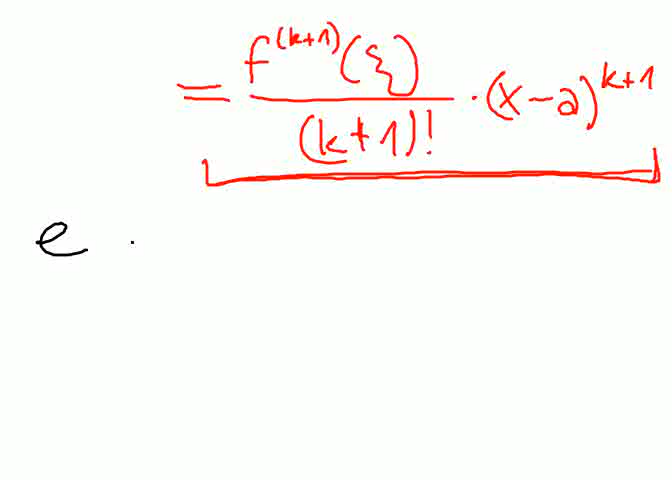 = f^(k+1)(ξ) / (k+1)! · (x-a)^k+1
e ·